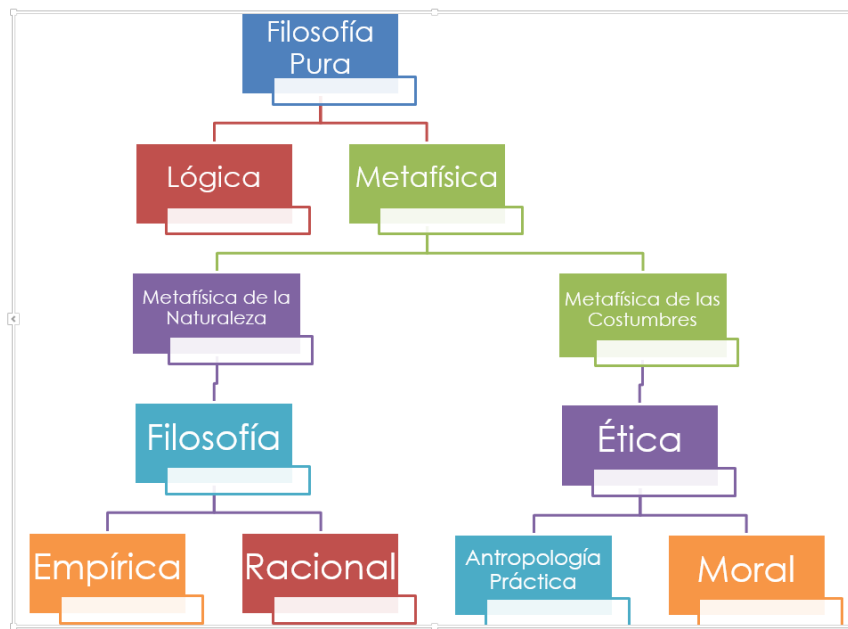 Filosofía
Pura
Lógica
Metafísica
Metafísica de la
Naturaleza
Metafísica de las
Costumbres
Filosofía
Ética
Empírica
Racional
Antropología
Práctica
Moral